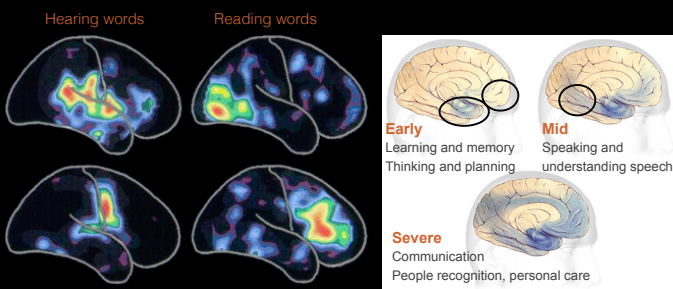 Hearing words
Reading words
Early
Learning and memory
Thinking and planning
Mid
Speaking and
understanding speech
Severe
Communication
People recognition, personal care